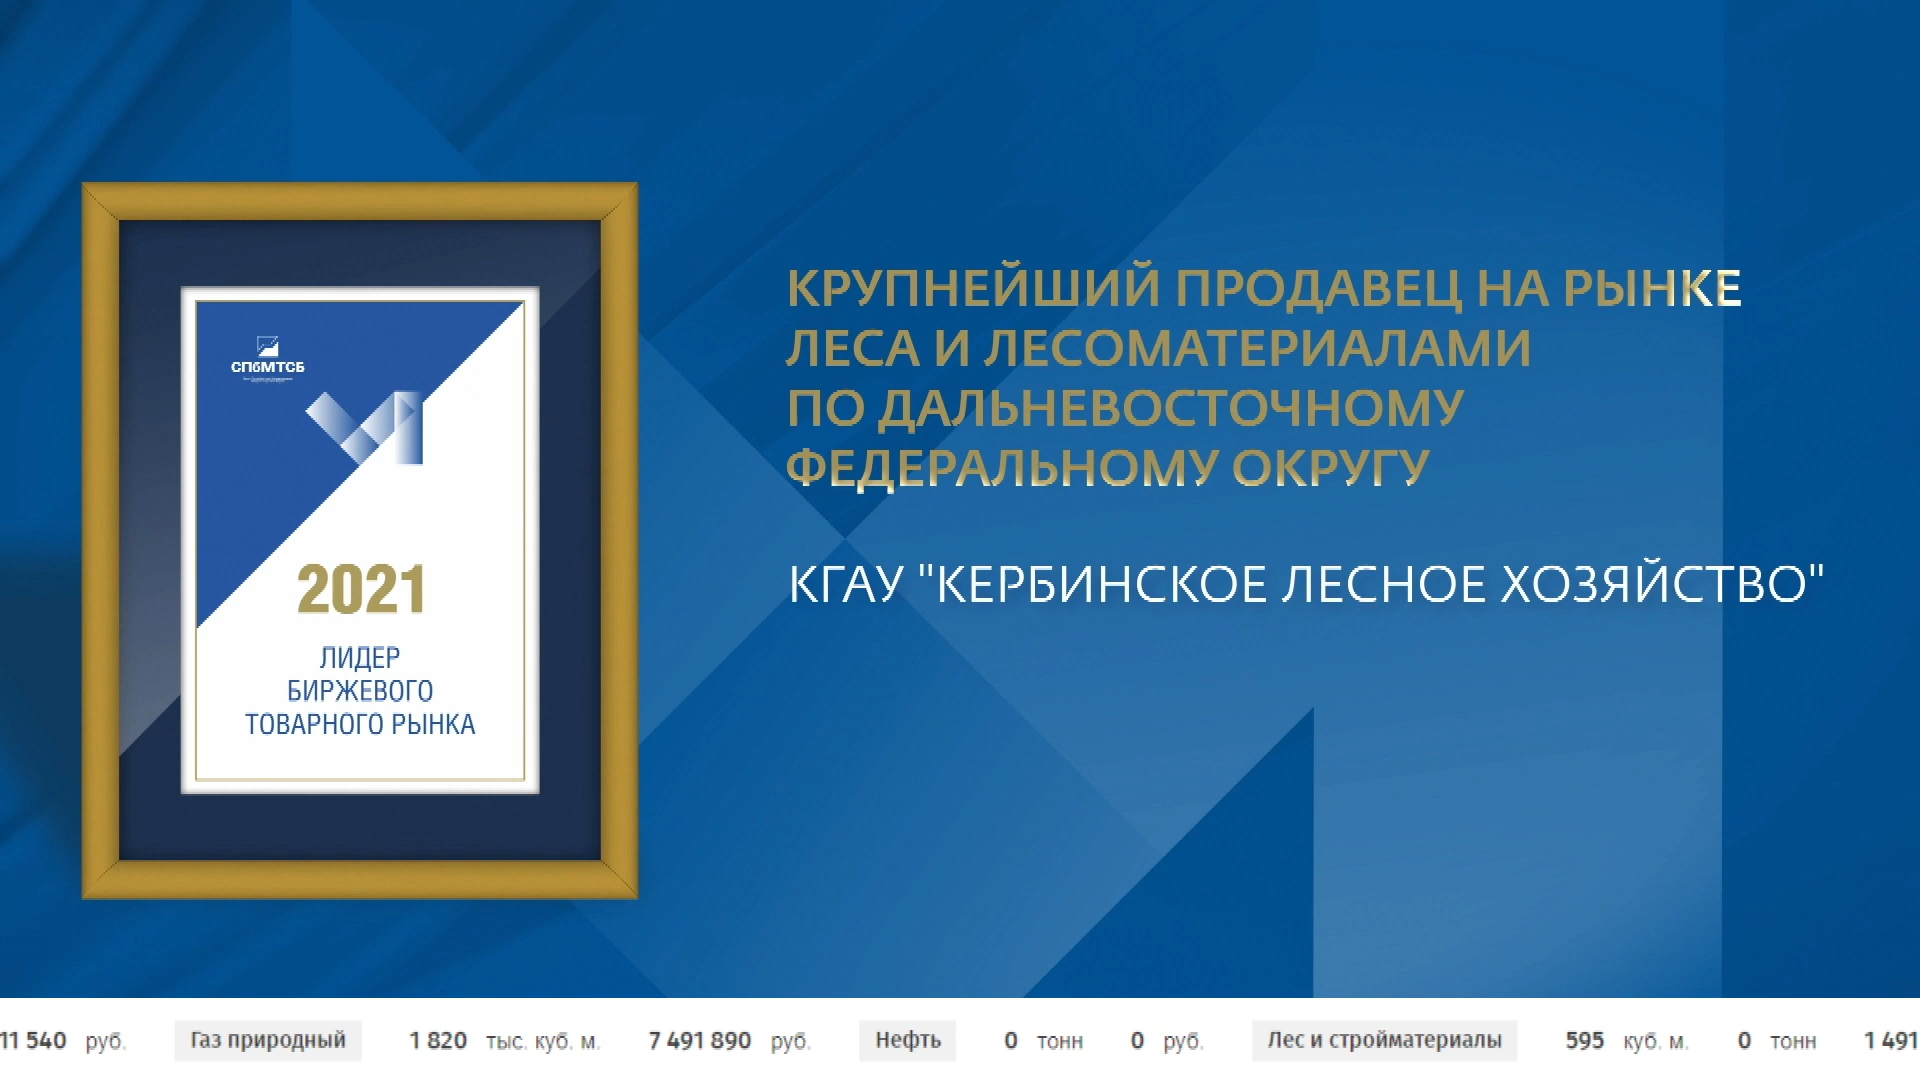 СПбМТСБ
2021
ЛИДЕР
БИРЖЕВОГО
ТОВАРНОГО РЫНКА
КРУПНЕЙШИЙ ПРОДАВЕЦ НА РЫНКЕ
ЛЕСА И ЛЕСОМАТЕРИАЛАМИ
ПО ДАЛЬНЕВОСТОЧНОМУ
ФЕДЕРАЛЬНОМУ ОКРУГУ
КГАУ "КЕРБИНСКОЕ ЛЕСНОЕ ХОЗЯЙСТВО"
11 540 руб. Газ природный 1 820 тыс. куб. м. 7 491 890 руб. Нефть 0 тонн 0 руб. Лес и стройматериалы 595 куб. м. 0 тонн 1 491